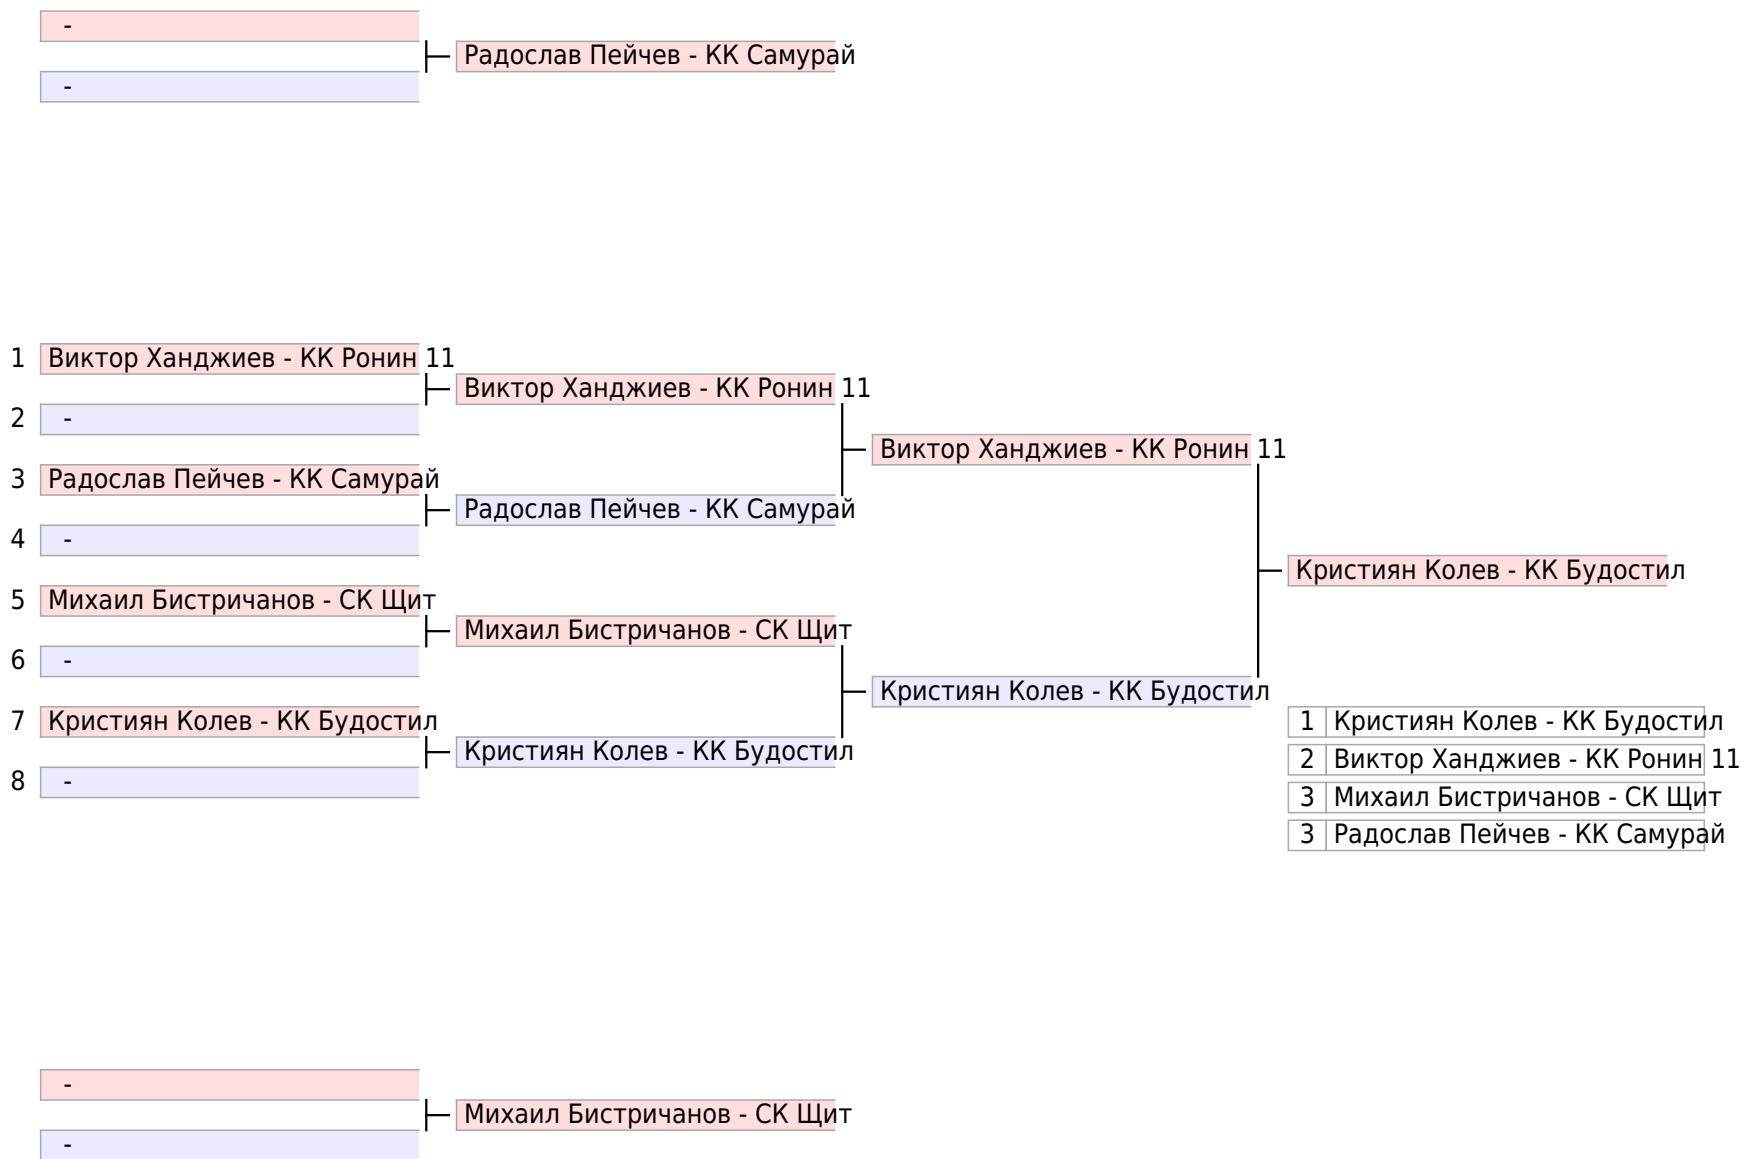 -
Радослав Пейчев - КК Самурай
-
1 Виктор Ханджиев - КК Ронин 11
Виктор Ханджиев - КК Ронин 11
2 -
Виктор Ханджиев - КК Ронин 11
3 Радослав Пейчев - КК Самурай
Радослав Пейчев - КК Самурай
4 -
Кристиян Колев - КК Будостил
5 Михаил Бистричанов - СК Щит
Михаил Бистричанов - СК Щит
6 -
Кристиян Колев - КК Будостил
7 Кристиян Колев - КК Будостил
Кристиян Колев - КК Будостил
8 -
1 Кристиян Колев - КК Будостил
2 Виктор Ханджиев - КК Ронин 11
3 Михаил Бистричанов - СК Щит
3 Радослав Пейчев - КК Самурай
-
Михаил Бистричанов - СК Щит
-